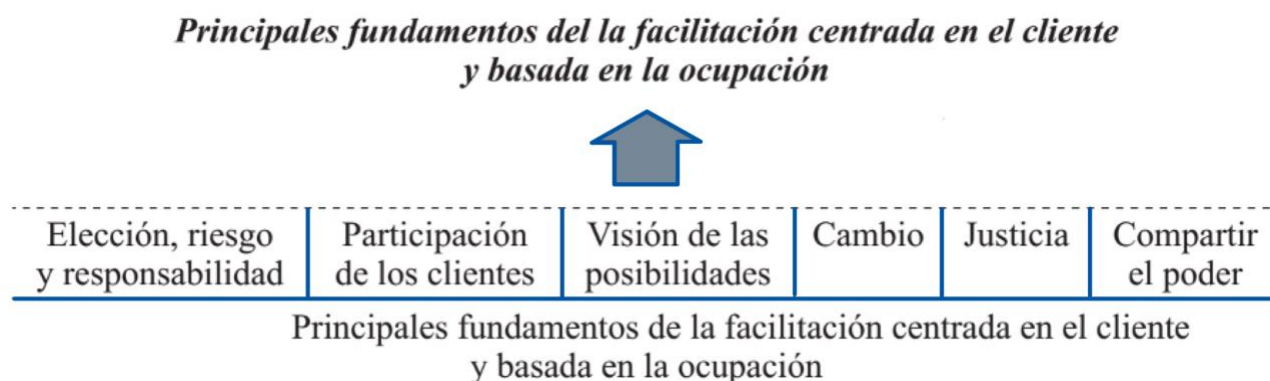 Principales fundamentos del la facilitación centrada en el cliente
y basada en la ocupación
Elección, riesgo
y responsabilidad
Participación
de los clientes
Visión de las
posibilidades
Cambio
Justicia
Compartir
el poder
Principales fundamentos de la facilitación centrada en el cliente
y basada en la ocupación